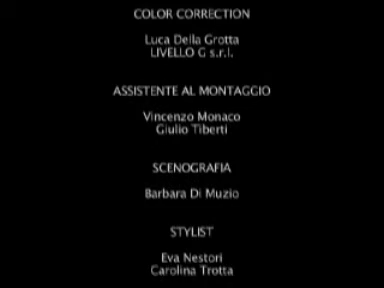 COLOR CORRECTION
Luca Della Grotta
LIVELLO G s.r.l.
ASSISTENTE AL MONTAGGIO
Vincenzo Monaco
Giulio Tiberti
SCENOGRAFIA
Barbara Di Muzio
STYLIST
Eva Nestori
Carolina Trotta